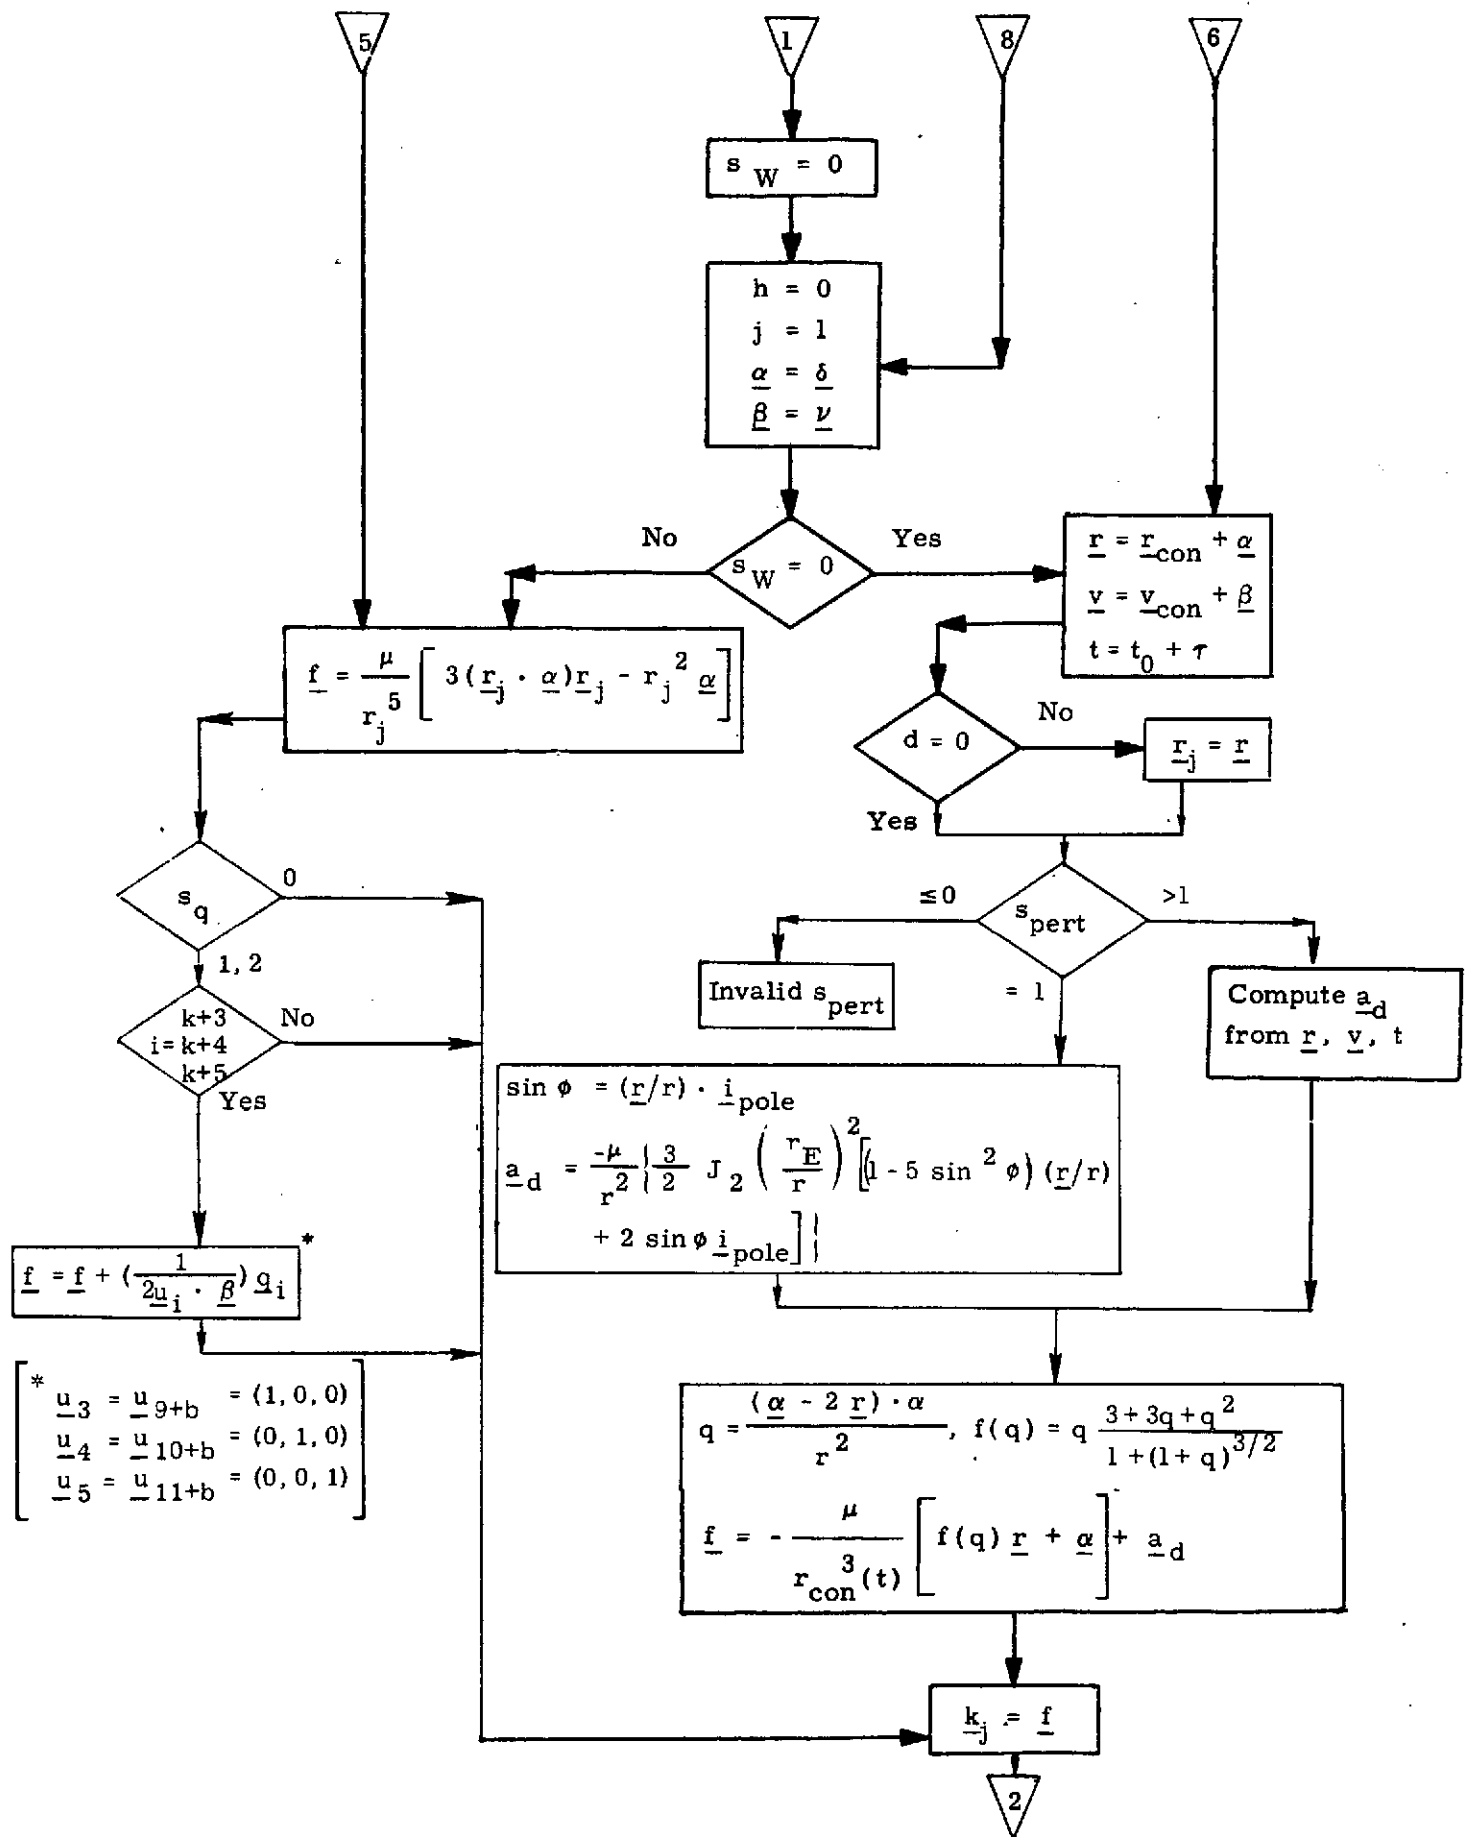 5
1
8
6
s_W = 0
h = 0
j = 1
α = δ
β = ν
No
s_W = 0
Yes
r = r_con + α
v = v_con + β
t = t_0 + τ
f = μ/r_j^5 [ 3(r_j · α)r_j - r_j^2 α ]
d = 0
No
r_j = r
Yes
s_q
0
1, 2
≤0
s_pert
>1
= 1
Invalid s_pert
Compute a_d
from r, v, t
k+3
i = k+4
k+5
No
Yes
sin φ = (r/r) · i_pole
a_d = -μ/r^2 { 3/2 J_2 ( r_E/r )^2 [(1 - 5 sin^2 φ) (r/r)
+ 2 sin φ i_pole ] }
f = f + (1/2u_i · β) q_i *
* u_3 = u_9+b = (1, 0, 0)
u_4 = u_10+b = (0, 1, 0)
u_5 = u_11+b = (0, 0, 1)
q = (α - 2 r) · α/r^2, f(q) = q 3 + 3q + q^2/1 + (1 + q)^3/2
f = - μ/r_con^3(t) [ f(q) r + α ] + a_d
k_j = f
2